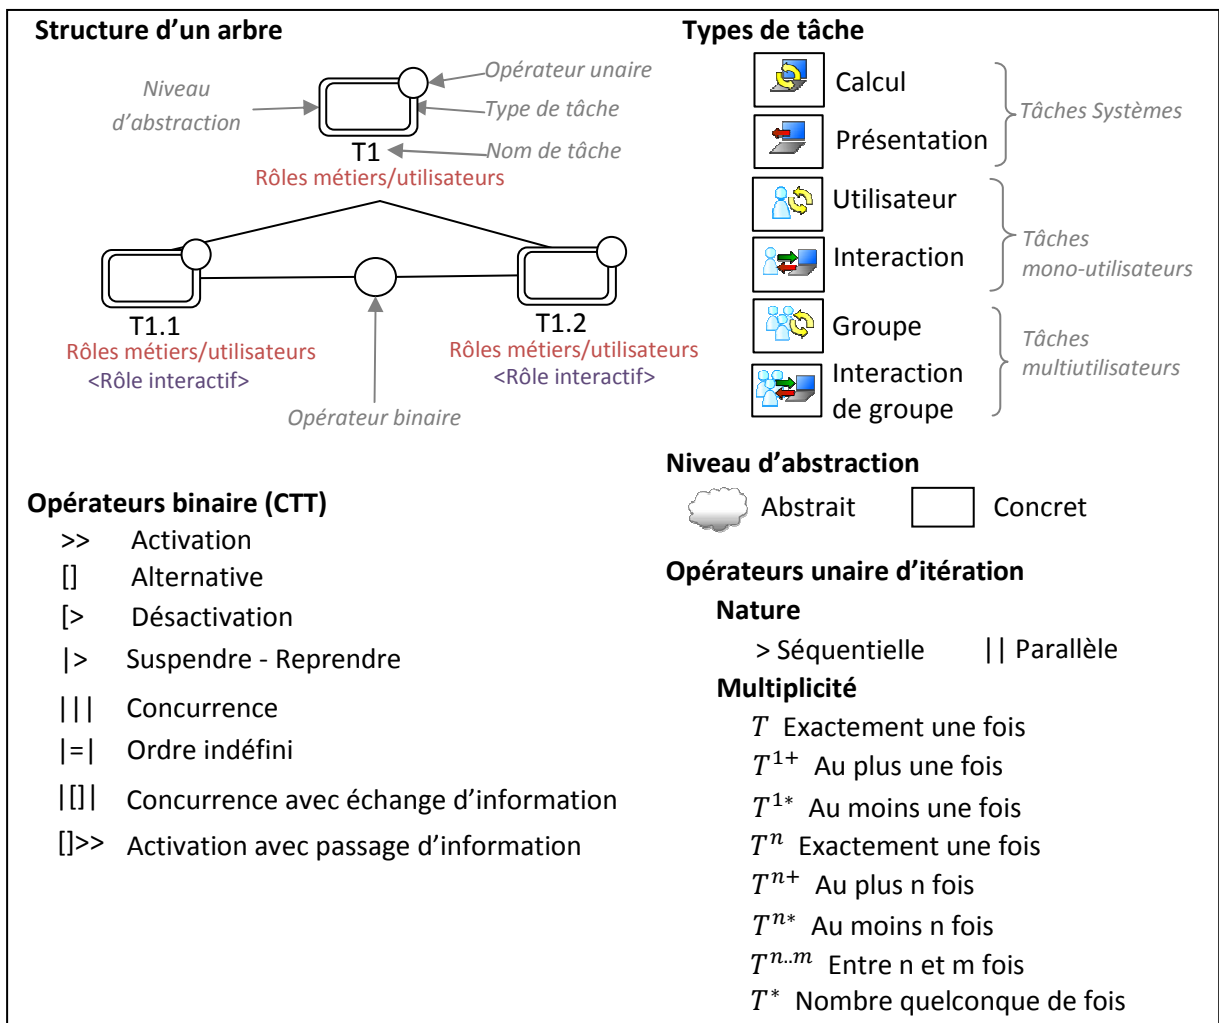 Structure d'un arbre
Opérateur unaire
Niveau
d'abstraction
Type de tâche
T1
Nom de tâche
Rôles métiers/utilisateurs
T1.1
Rôles métiers/utilisateurs
<Rôle interactif>
T1.2
Rôles métiers/utilisateurs
<Rôle interactif>
Opérateur binaire
Types de tâche
Calcul
Présentation
Tâches Systèmes
Utilisateur
Interaction
Tâches
mono-utilisateurs
Groupe
Interaction
de groupe
Tâches
multiutilisateurs
Niveau d'abstraction
Abstrait
Concret
Opérateurs binaire (CTT)
>> Activation
[] Alternative
[> Désactivation
|> Suspendre - Reprendre
||| Concurrence
|=| Ordre indéfini
|[]| Concurrence avec échange d'information
[]>> Activation avec passage d'information
Opérateurs unaire d'itération
Nature
> Séquentielle || Parallèle
Multiplicité
T Exactement une fois
T^{1+} Au plus une fois
T^{1*} Au moins une fois
T^{n} Exactement une fois
T^{n+} Au plus n fois
T^{n*} Au moins n fois
T^{n..m} Entre n et m fois
T^{*} Nombre quelconque de fois